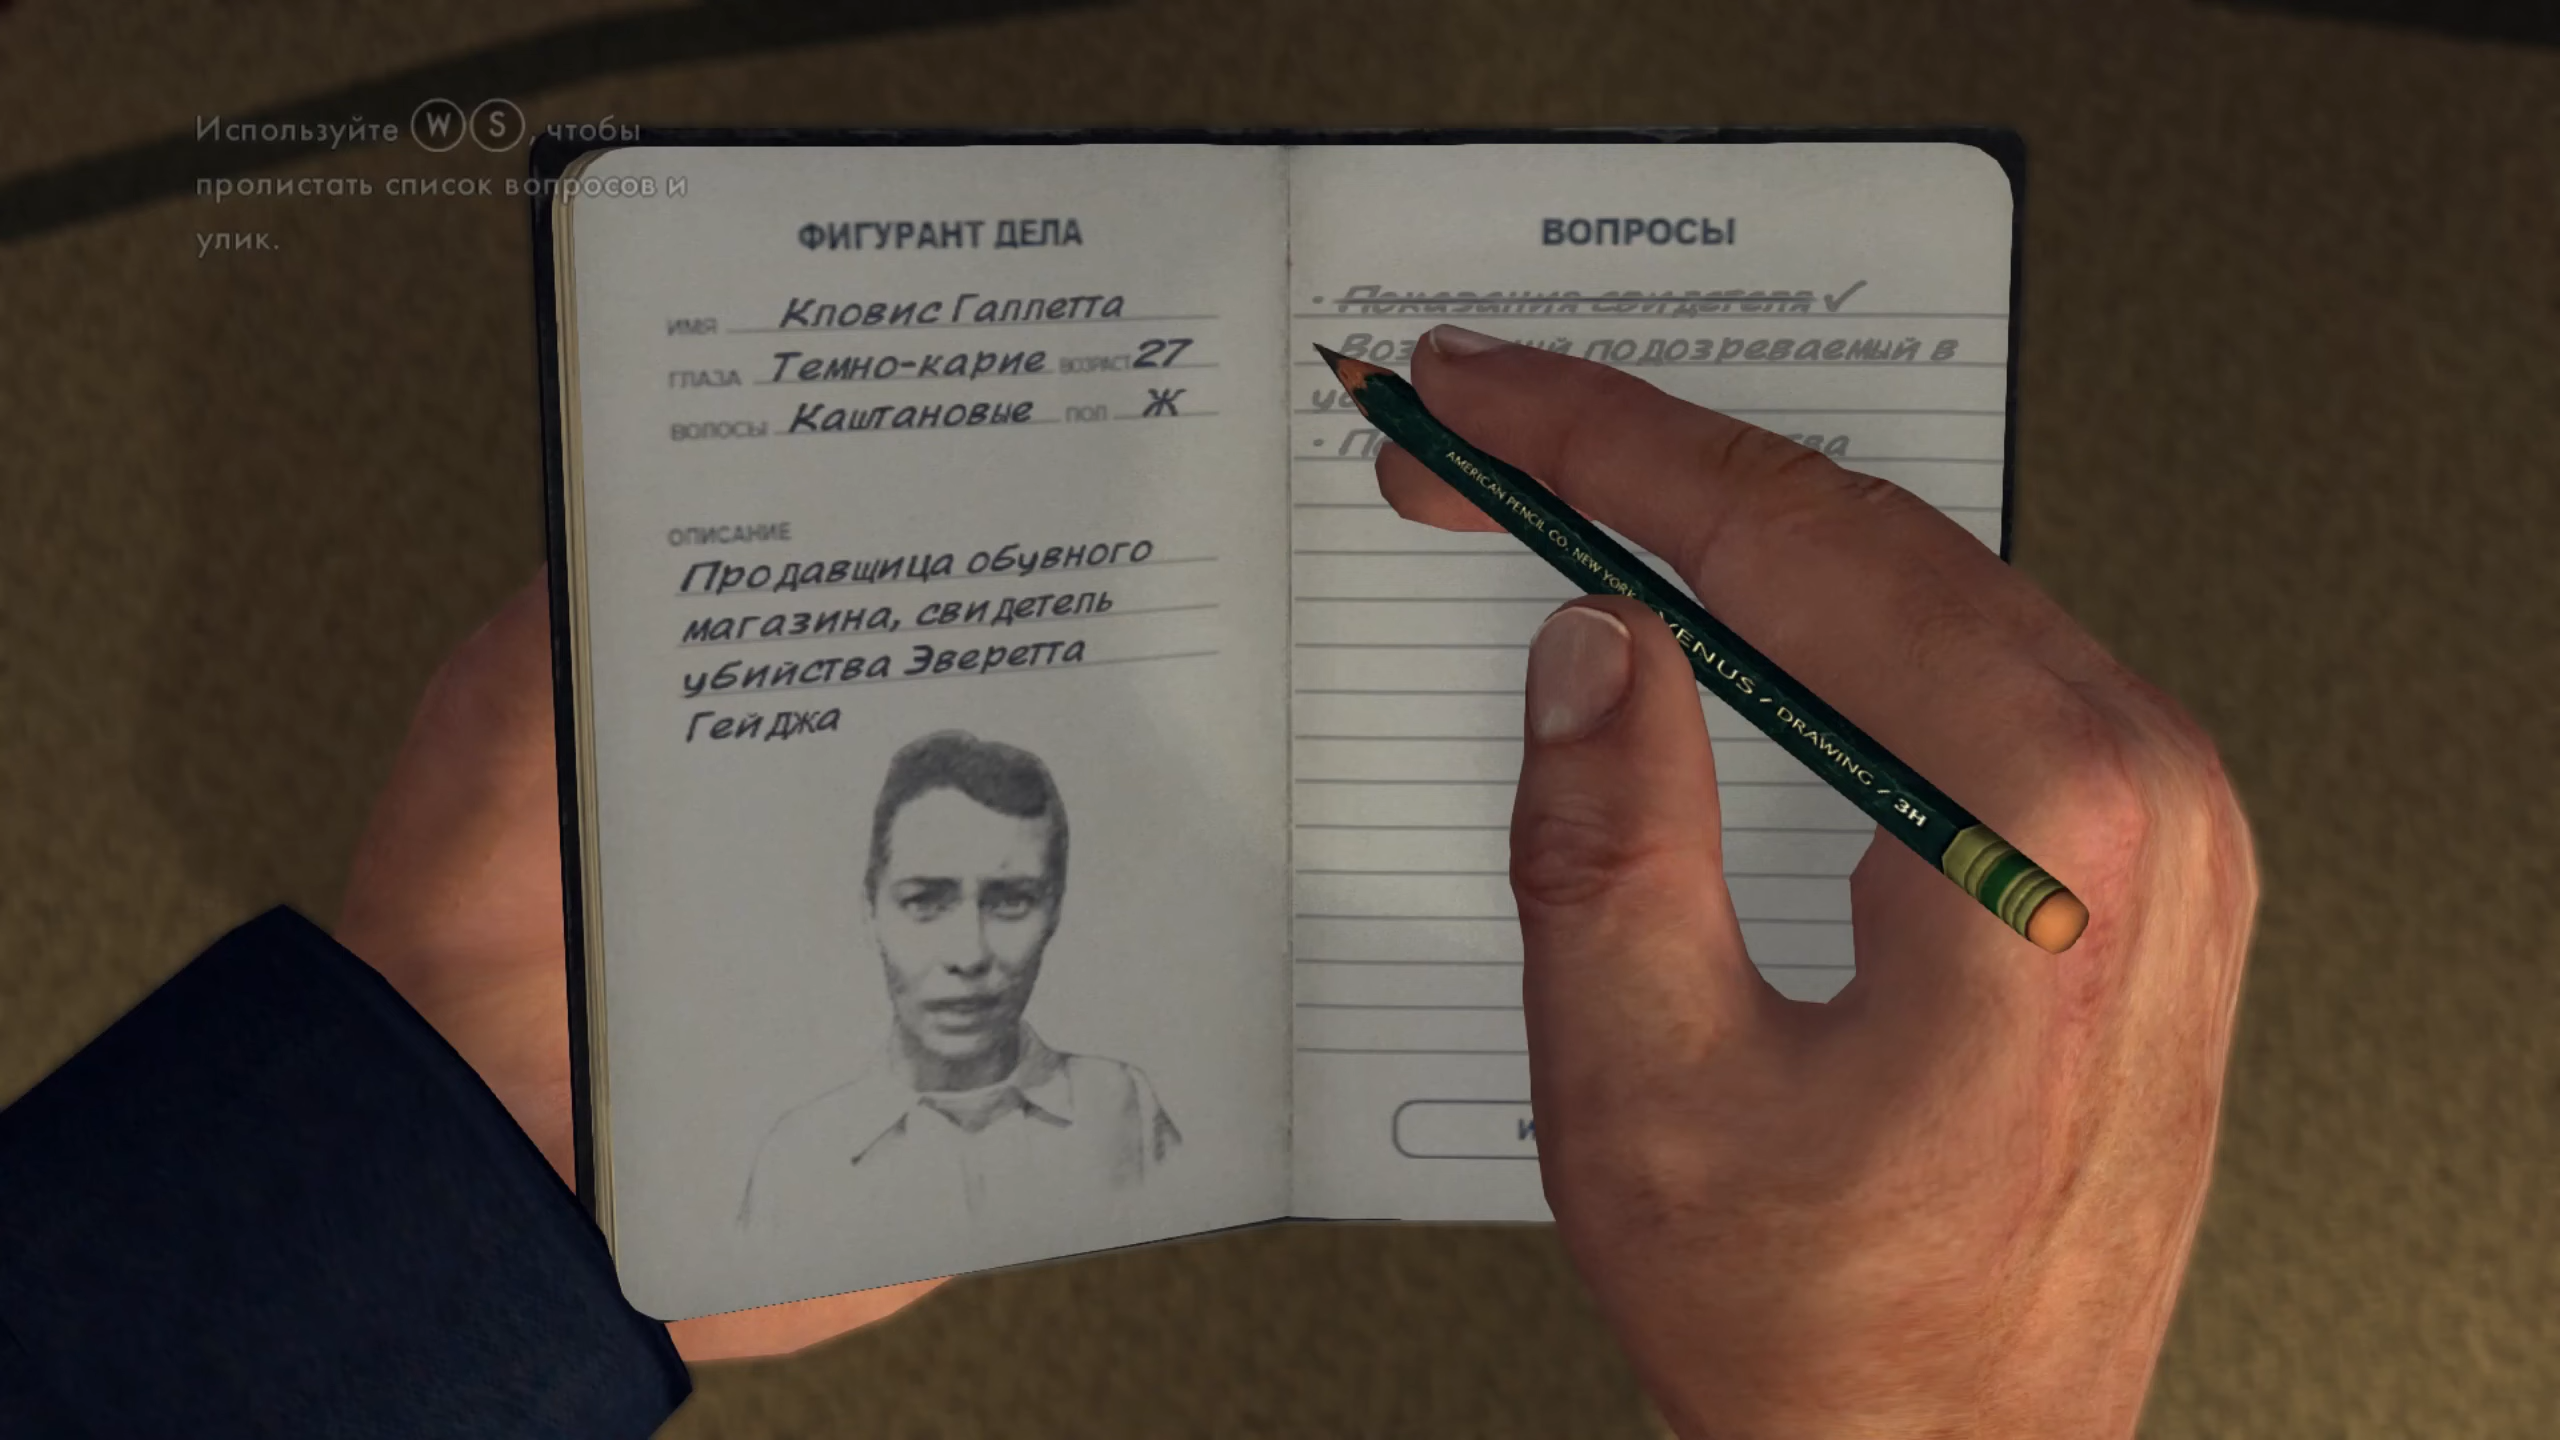 Используйте W S, чтобы
пролистать список вопросов и
улик.
ФИГУРАНТ ДЕЛА
ИМЯ Кловис Галлетта
ГЛАЗА Темно-карие ВОЗРАСТ 27
ВОЛОСЫ Каштановые ПОЛ Ж
ОПИСАНИЕ
Продавщица обувного
магазина, свидетель
убийства Эверетта
Гейджа
ВОПРОСЫ
• Показания свидетеля ✓
подозреваемый в
AMERICAN PENCIL CO. NEW YORK
VENUS / DRAWING / 3H